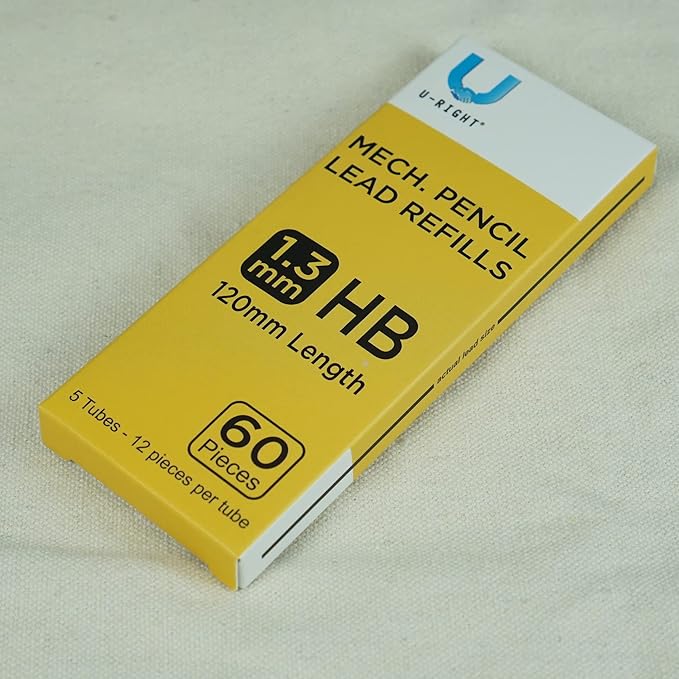 U-RIGHT®
MECH. PENCIL
LEAD REFILLS
1.3
mm
HB
120mm Length
60
Pieces
5 Tubes - 12 pieces per tube
actual lead size